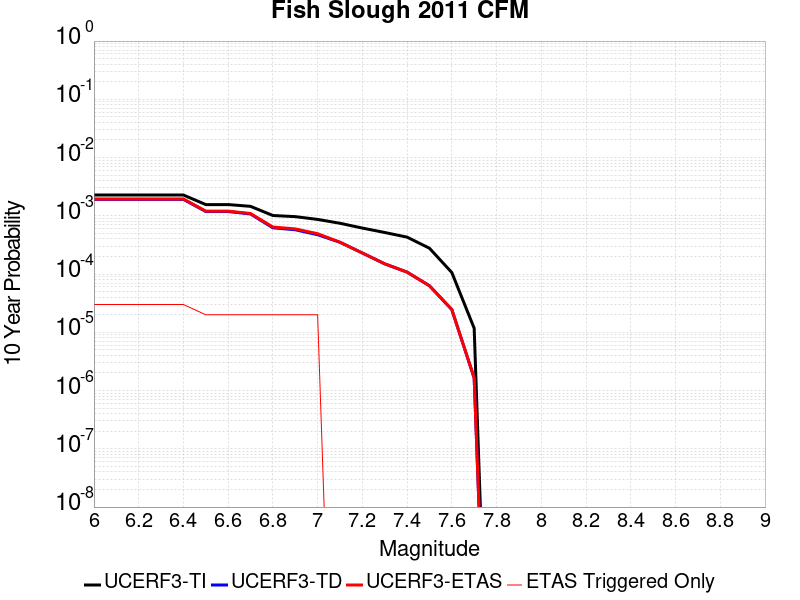 Fish Slough 2011 CFM
10 Year Probability
10^0
10^-1
10^-2
10^-3
10^-4
10^-5
10^-6
10^-7
10^-8
6 6.2 6.4 6.6 6.8 7 7.2 7.4 7.6 7.8 8 8.2 8.4 8.6 8.8 9
Magnitude
UCERF3-TI UCERF3-TD UCERF3-ETAS ETAS Triggered Only